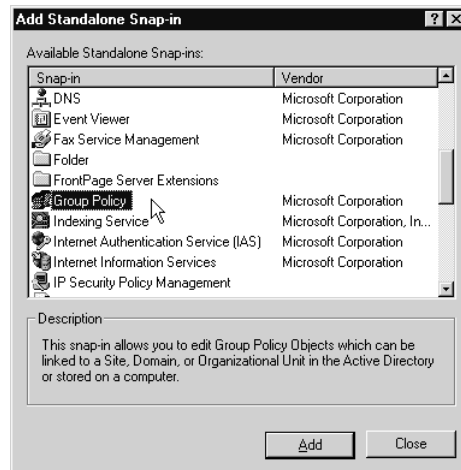 Add Standalone Snap-in
Available Standalone Snap-ins:
Snap-in Vendor
DNS Microsoft Corporation
Event Viewer Microsoft Corporation
Fax Service Management Microsoft Corporation
Folder
FrontPage Server Extensions
Group Policy Microsoft Corporation
Indexing Service Microsoft Corporation, In...
Internet Authentication Service (IAS) Microsoft Corporation
Internet Information Services Microsoft Corporation
IP Security Policy Management
Description
This snap-in allows you to edit Group Policy Objects which can be
linked to a Site, Domain, or Organizational Unit in the Active Directory
or stored on a computer.
Add Close